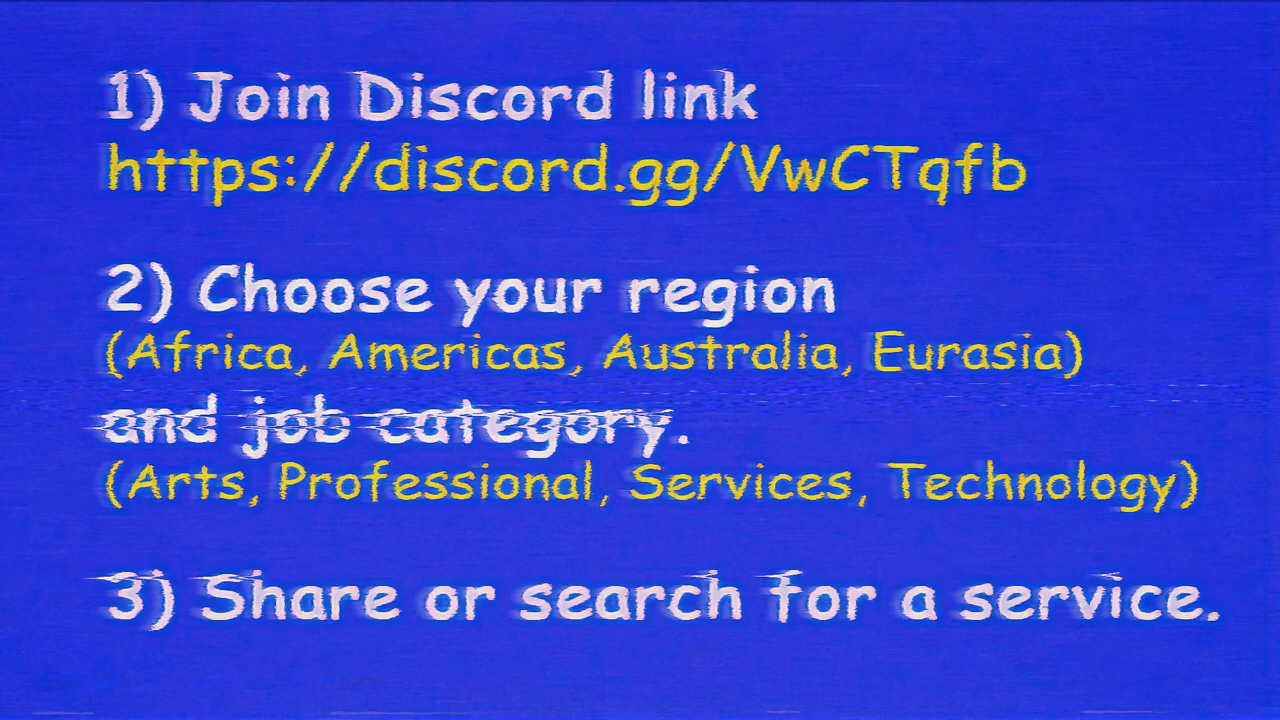 1) Join Discord link
https://discord.gg/VwCTqfb
2) Choose your region
(Africa, Americas, Australia, Eurasia)
and job category.
(Arts, Professional, Services, Technology)
3) Share or search for a service.